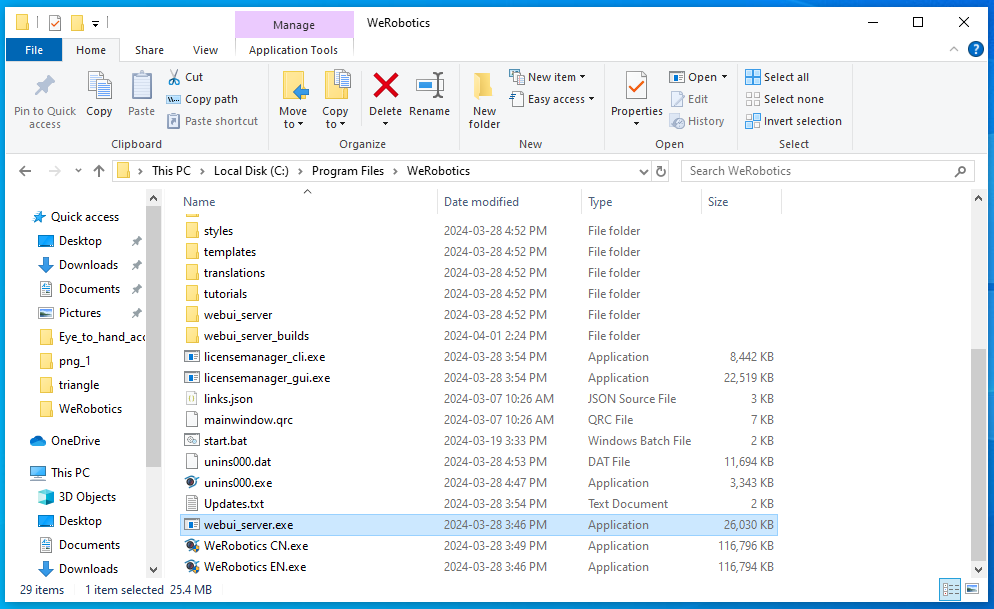 Manage
WeRobotics
File
Home
Share
View
Application Tools
Pin to Quick access
Copy
Paste
Cut
Copy path
Paste shortcut
Clipboard
Move to
Copy to
Delete
Rename
Organize
New folder
New item
Easy access
New
Properties
Open
Edit
History
Open
Select all
Select none
Invert selection
Select
This PC > Local Disk (C:) > Program Files > WeRobotics
Search WeRobotics
Quick access
Desktop
Downloads
Documents
Pictures
Eye_to_hand_acc
png_1
triangle
WeRobotics
OneDrive
This PC
3D Objects
Desktop
Documents
Downloads
Name Date modified Type Size
styles 2024-03-28 4:52 PM File folder
templates 2024-03-28 4:52 PM File folder
translations 2024-03-28 4:52 PM File folder
tutorials 2024-03-28 4:52 PM File folder
webui_server 2024-03-28 4:52 PM File folder
webui_server_builds 2024-04-01 2:24 PM File folder
licensemanager_cli.exe 2024-03-28 3:54 PM Application 8,442 KB
licensemanager_gui.exe 2024-03-28 3:54 PM Application 22,519 KB
links.json 2024-03-07 10:26 AM JSON Source File 3 KB
mainwindow.qrc 2024-03-07 10:26 AM QRC File 7 KB
start.bat 2024-03-19 3:33 PM Windows Batch File 2 KB
unins000.dat 2024-03-28 4:53 PM DAT File 11,694 KB
unins000.exe 2024-03-28 4:47 PM Application 3,343 KB
Updates.txt 2024-03-28 3:54 PM Text Document 2 KB
webui_server.exe 2024-03-28 3:46 PM Application 26,030 KB
WeRobotics CN.exe 2024-03-28 3:49 PM Application 116,796 KB
WeRobotics EN.exe 2024-03-28 3:46 PM Application 116,794 KB
29 items 1 item selected 25.4 MB